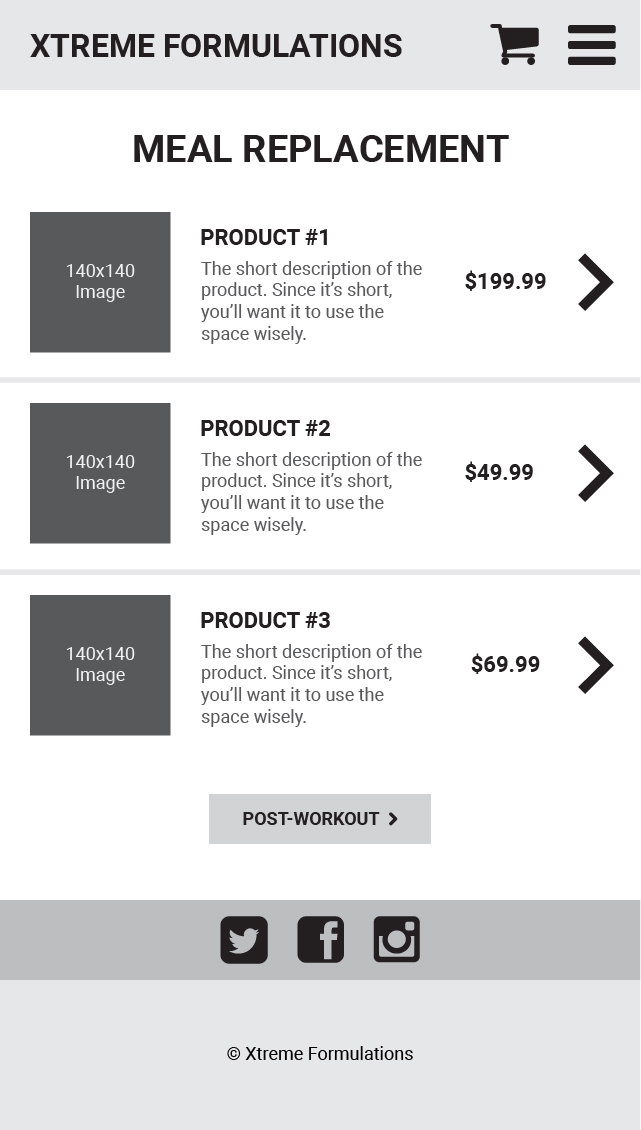 XTREME FORMULATIONS
MEAL REPLACEMENT
140x140
Image
PRODUCT #1
The short description of the
product. Since it’s short,
you’ll want it to use the
space wisely.
$199.99
140x140
Image
PRODUCT #2
The short description of the
product. Since it’s short,
you’ll want it to use the
space wisely.
$49.99
140x140
Image
PRODUCT #3
The short description of the
product. Since it’s short,
you’ll want it to use the
space wisely.
$69.99
POST-WORKOUT
© Xtreme Formulations